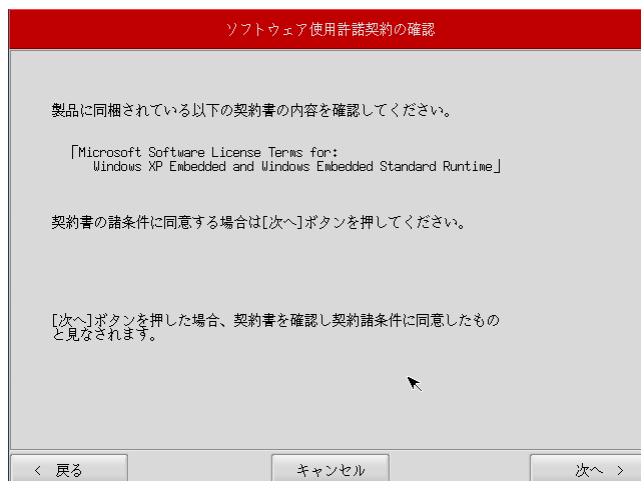 ソフトウェア使用許諾契約の確認
製品に同梱されている以下の契約書の内容を確認してください。
「Microsoft Software License Terms for:
Windows XP Embedded and Windows Embedded Standard Runtime」
契約書の諸条件に同意する場合は[次へ]ボタンを押してください。
[次へ]ボタンを押した場合、契約書を確認し契約諸条件に同意したもの
と見なされます。
< 戻る
キャンセル
次へ >